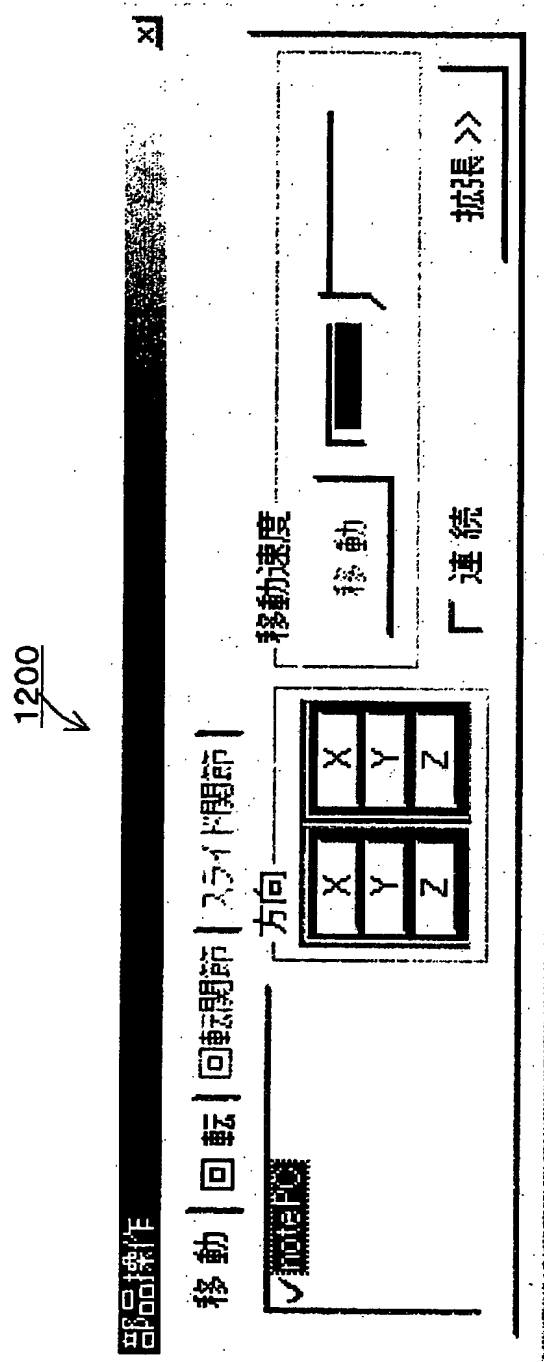 1200
部品操作 x
移動 回転 回転関節 スライド関節
✓ note PC
方向
X X
Y Y
Z Z
移動速度
移動
連続
拡張 >>